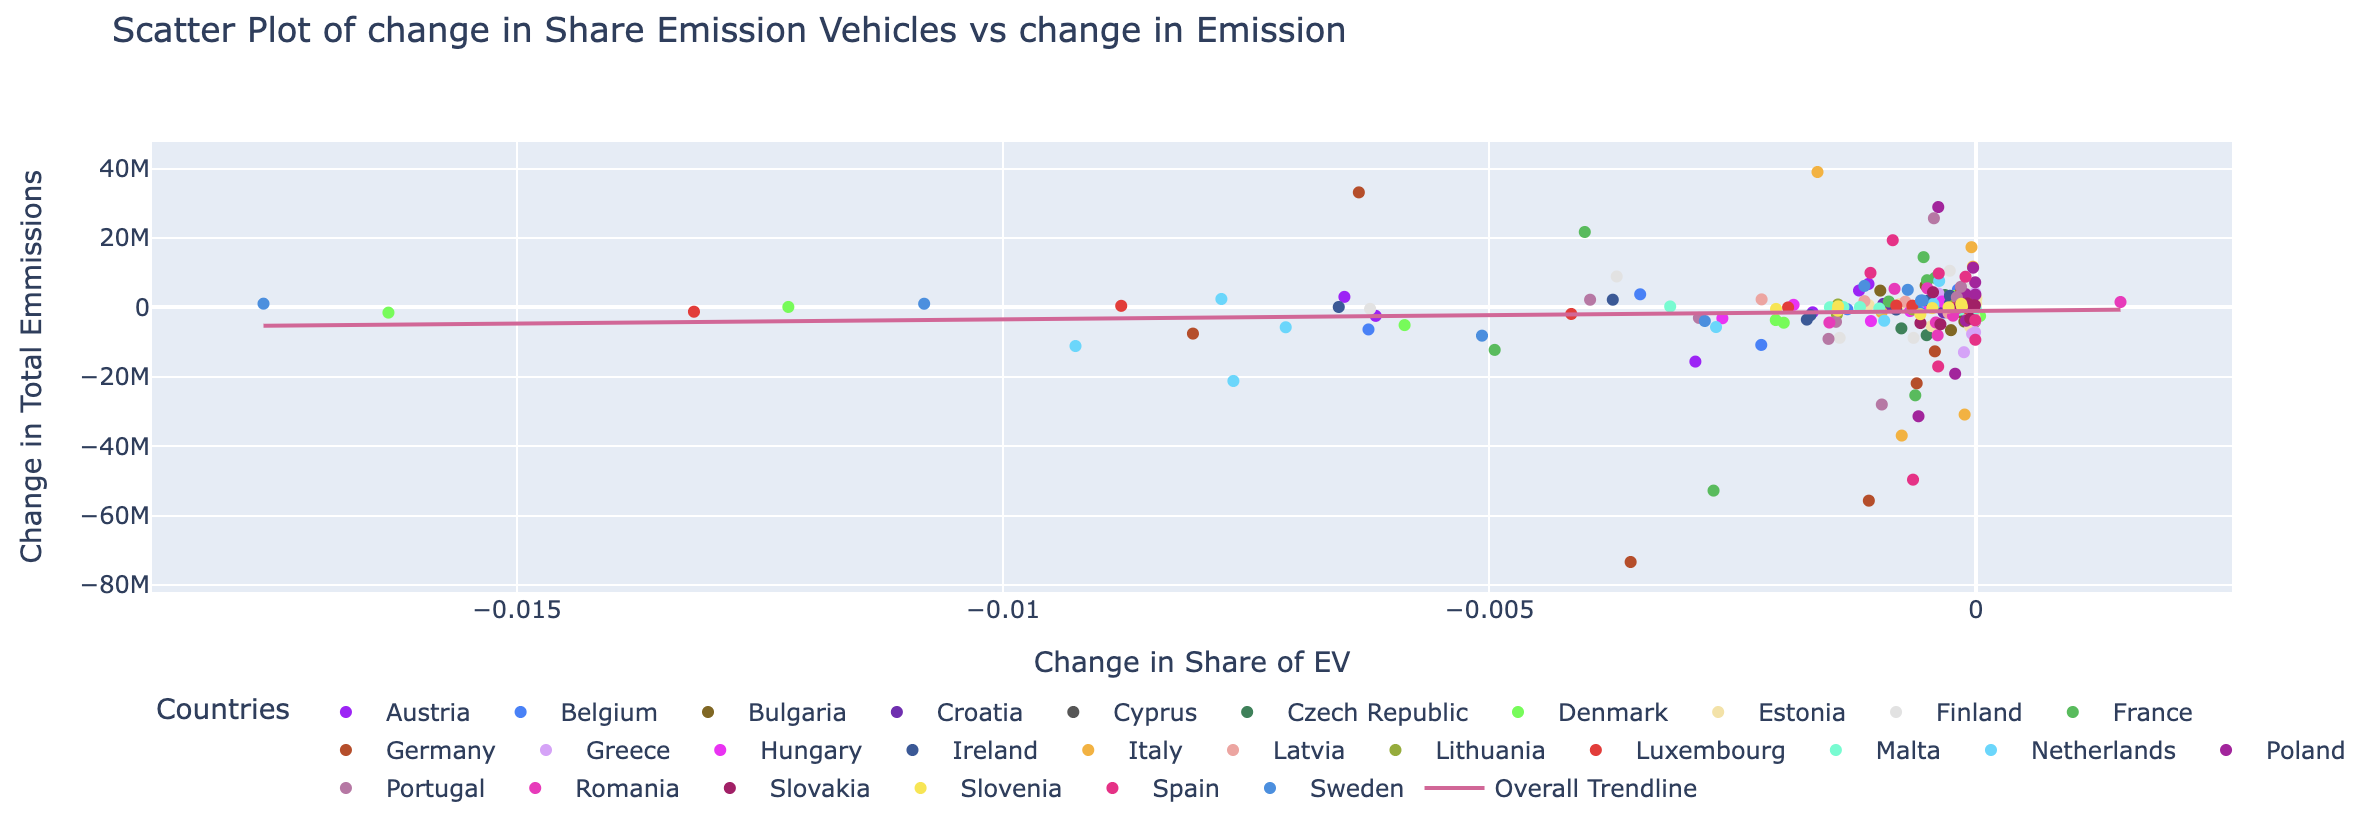 Scatter Plot of change in Share Emission Vehicles vs change in Emission
Change in Total Emmissions
40M
20M
0
−20M
−40M
−60M
−80M
−0.015 −0.01 −0.005 0
Change in Share of EV
Countries Austria Belgium Bulgaria Croatia Cyprus Czech Republic Denmark Estonia Finland France
Germany Greece Hungary Ireland Italy Latvia Lithuania Luxembourg Malta Netherlands Poland
Portugal Romania Slovakia Slovenia Spain Sweden Overall Trendline